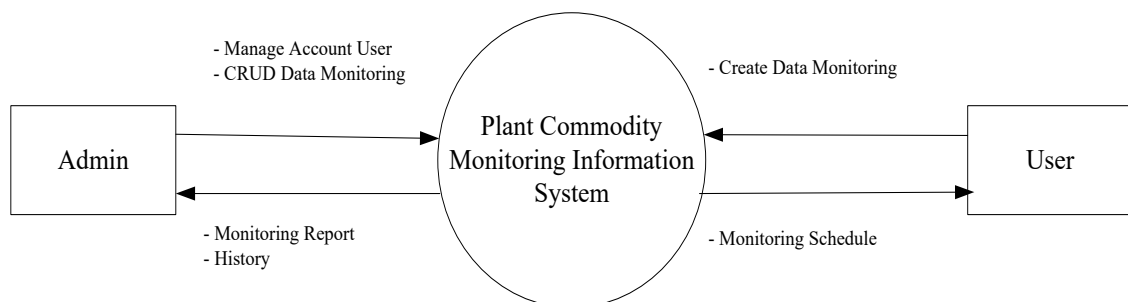 - Manage Account User
- CRUD Data Monitoring
- Create Data Monitoring
Admin
Plant Commodity
Monitoring Information
System
User
- Monitoring Report
- History
- Monitoring Schedule